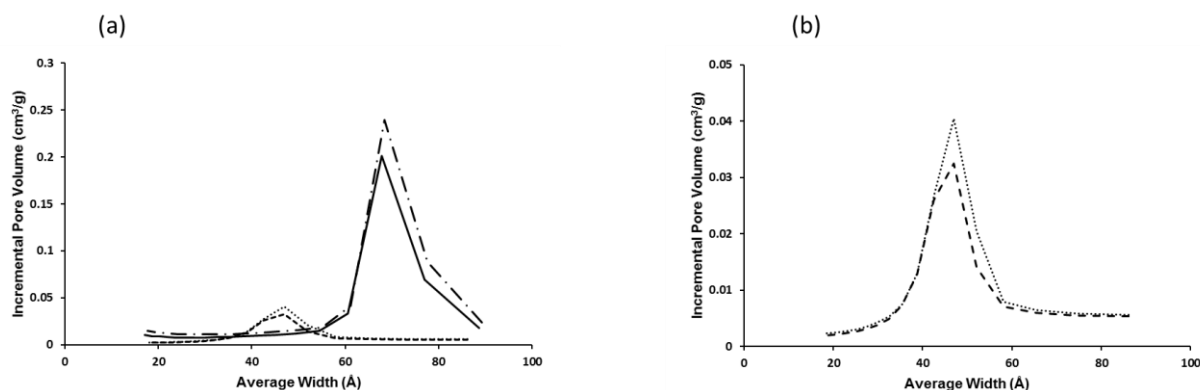 (a)
0.3
0.25
0.2
0.15
0.1
0.05
0
0 20 40 60 80 100
Incremental Pore Volume (cm³/g)
Average Width (Å)
(b)
0.05
0.04
0.03
0.02
0.01
0
0 20 40 60 80 100
Incremental Pore Volume (cm³/g)
Average Width (Å)